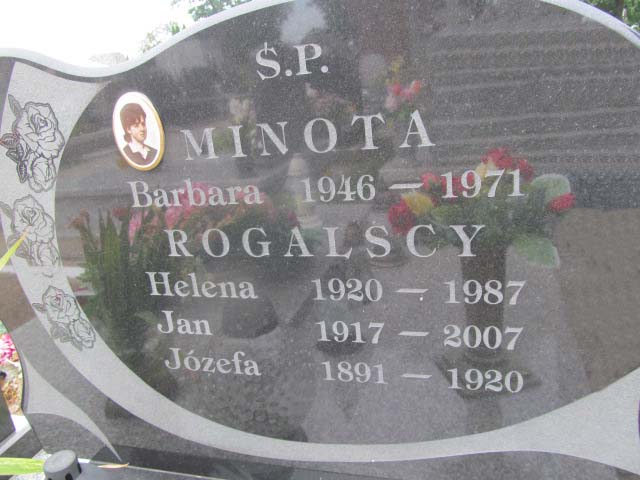 Ś.P.
MINOTA
Barbara 1946 — 1971
ROGALSCY
Helena 1920 — 1987
Jan 1917 — 2007
Józefa 1891 — 1920